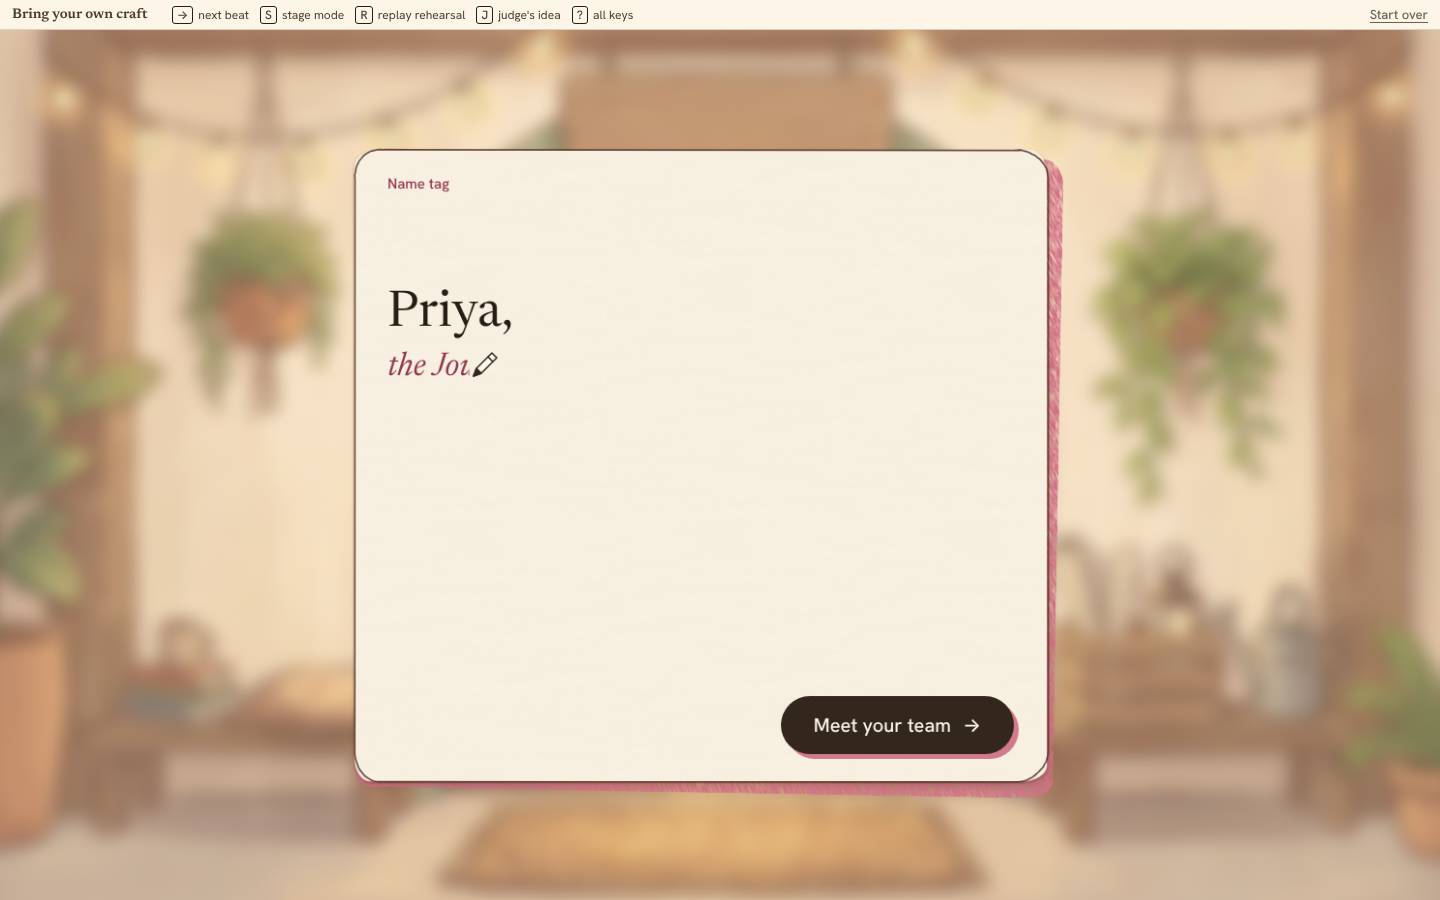 Bring your own craft → next beat S stage mode R replay rehearsal J judge's idea ? all keys Start over
Name tag
Priya,
the
Meet your team →